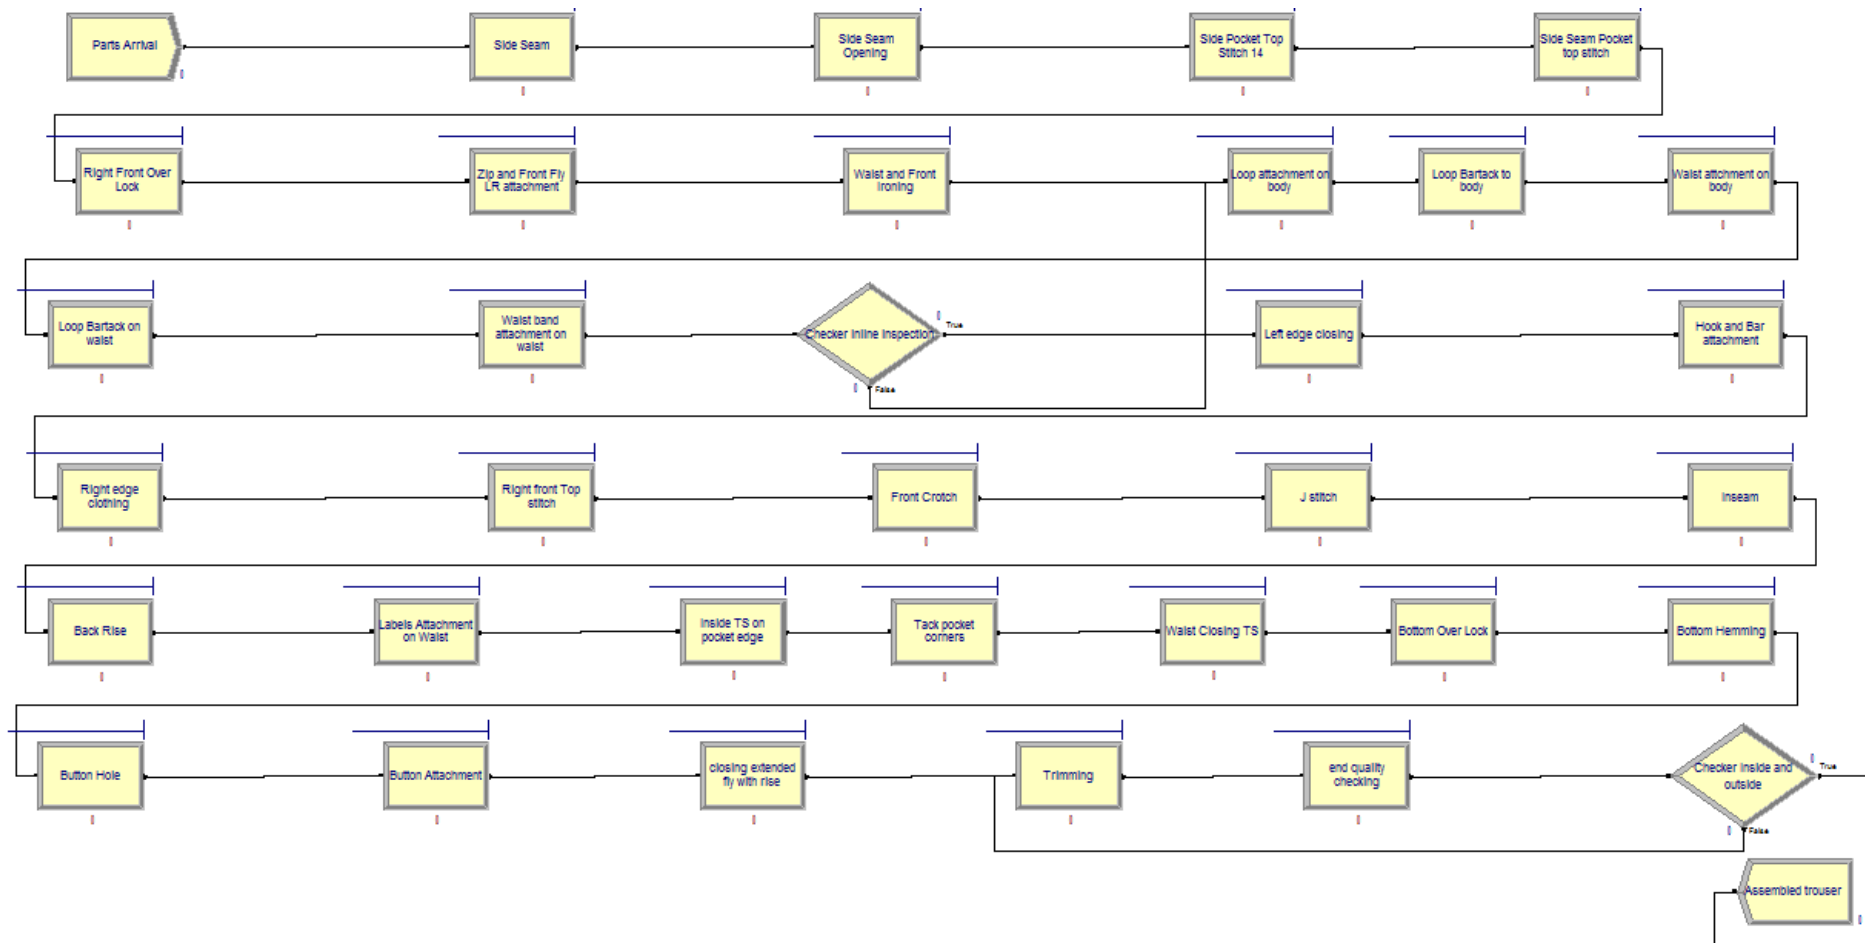 Parts Arrival
Side Seam
Side Seam
Opening
Side Pocket Top
Stitch 14
Side Seam Pocket
top stitch
Right Front Over
Lock
Zip and Front Fly
LR attachment
Waist and Front
Ironing
Loop attachment on
body
Loop Bartack to
body
Waist attchment on
body
Loop Bartack on
waist
Waist band
attachment on
waist
Checker Inline Inspection
True
False
Left edge closing
Hook and Bar
attachment
Right edge
clothing
Right front Top
stitch
Front Crotch
J stitch
Inseam
Back Rise
Labels Attachment
on Waist
Inside TS on
pocket edge
Tack pocket
corners
Waist Closing TS
Bottom Over Lock
Bottom Hemming
Button Hole
Button Attachment
closing extended
fly with rise
Trimming
end quality
checking
Checker Inside and
outside
True
False
Assembled trouser